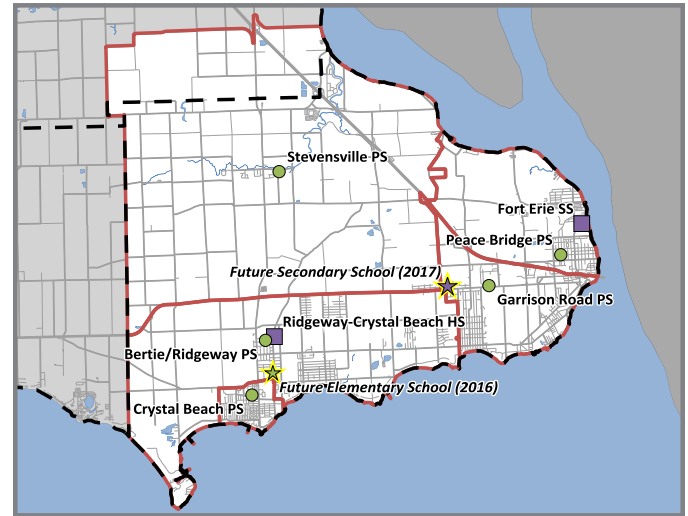 Stevensville PS
Fort Erie SS
Peace Bridge PS
Future Secondary School (2017)
Garrison Road PS
Ridgeway-Crystal Beach HS
Bertie/Ridgeway PS
Future Elementary School (2016)
Crystal Beach PS